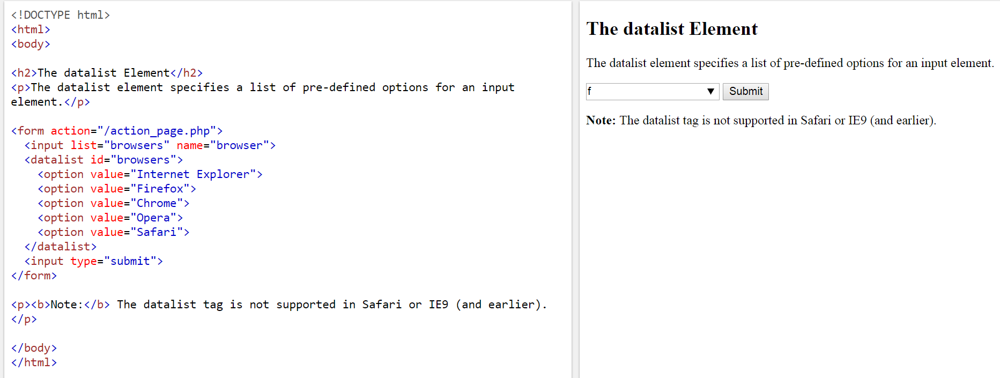 <!DOCTYPE html>
<html>
<body>
<h2>The datalist Element</h2>
<p>The datalist element specifies a list of pre-defined options for an input
element.</p>
<form action="/action_page.php">
  <input list="browsers" name="browser">
  <datalist id="browsers">
    <option value="Internet Explorer">
    <option value="Firefox">
    <option value="Chrome">
    <option value="Opera">
    <option value="Safari">
  </datalist>
  <input type="submit">
</form>
<p><b>Note:</b> The datalist tag is not supported in Safari or IE9 (and earlier).
</p>
</body>
</html>
The datalist Element
The datalist element specifies a list of pre-defined options for an input element.
f ▼ Submit
Note: The datalist tag is not supported in Safari or IE9 (and earlier).